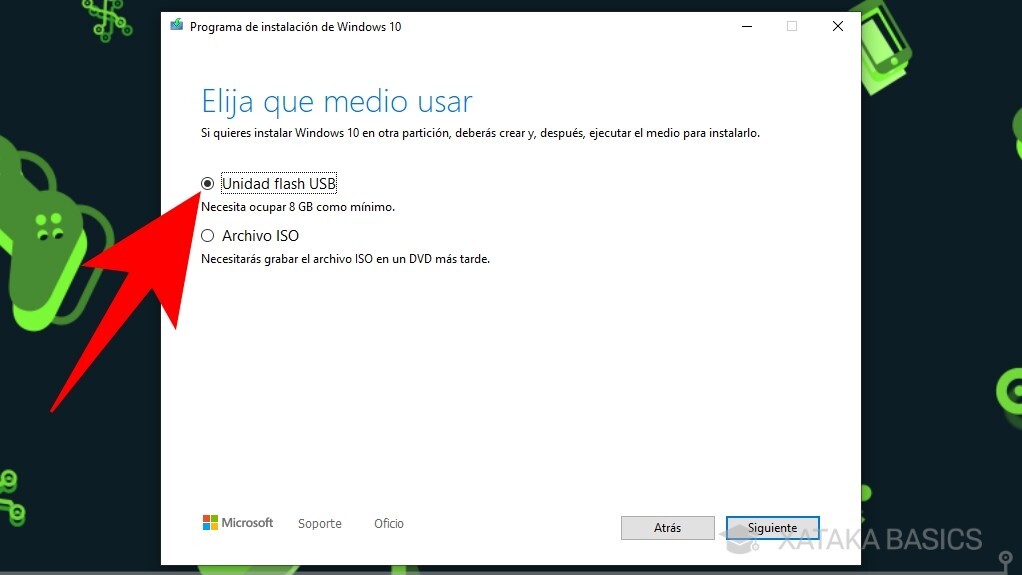 Programa de instalación de Windows 10
Elija que medio usar
Si quieres instalar Windows 10 en otra partición, deberás crear y, después, ejecutar el medio para instalarlo.
Unidad flash USB
Necesita ocupar 8 GB como mínimo.
Archivo ISO
Necesitarás grabar el archivo ISO en un DVD más tarde.
Microsoft Soporte Oficio Atrás Siguiente
XATAKA BASICS